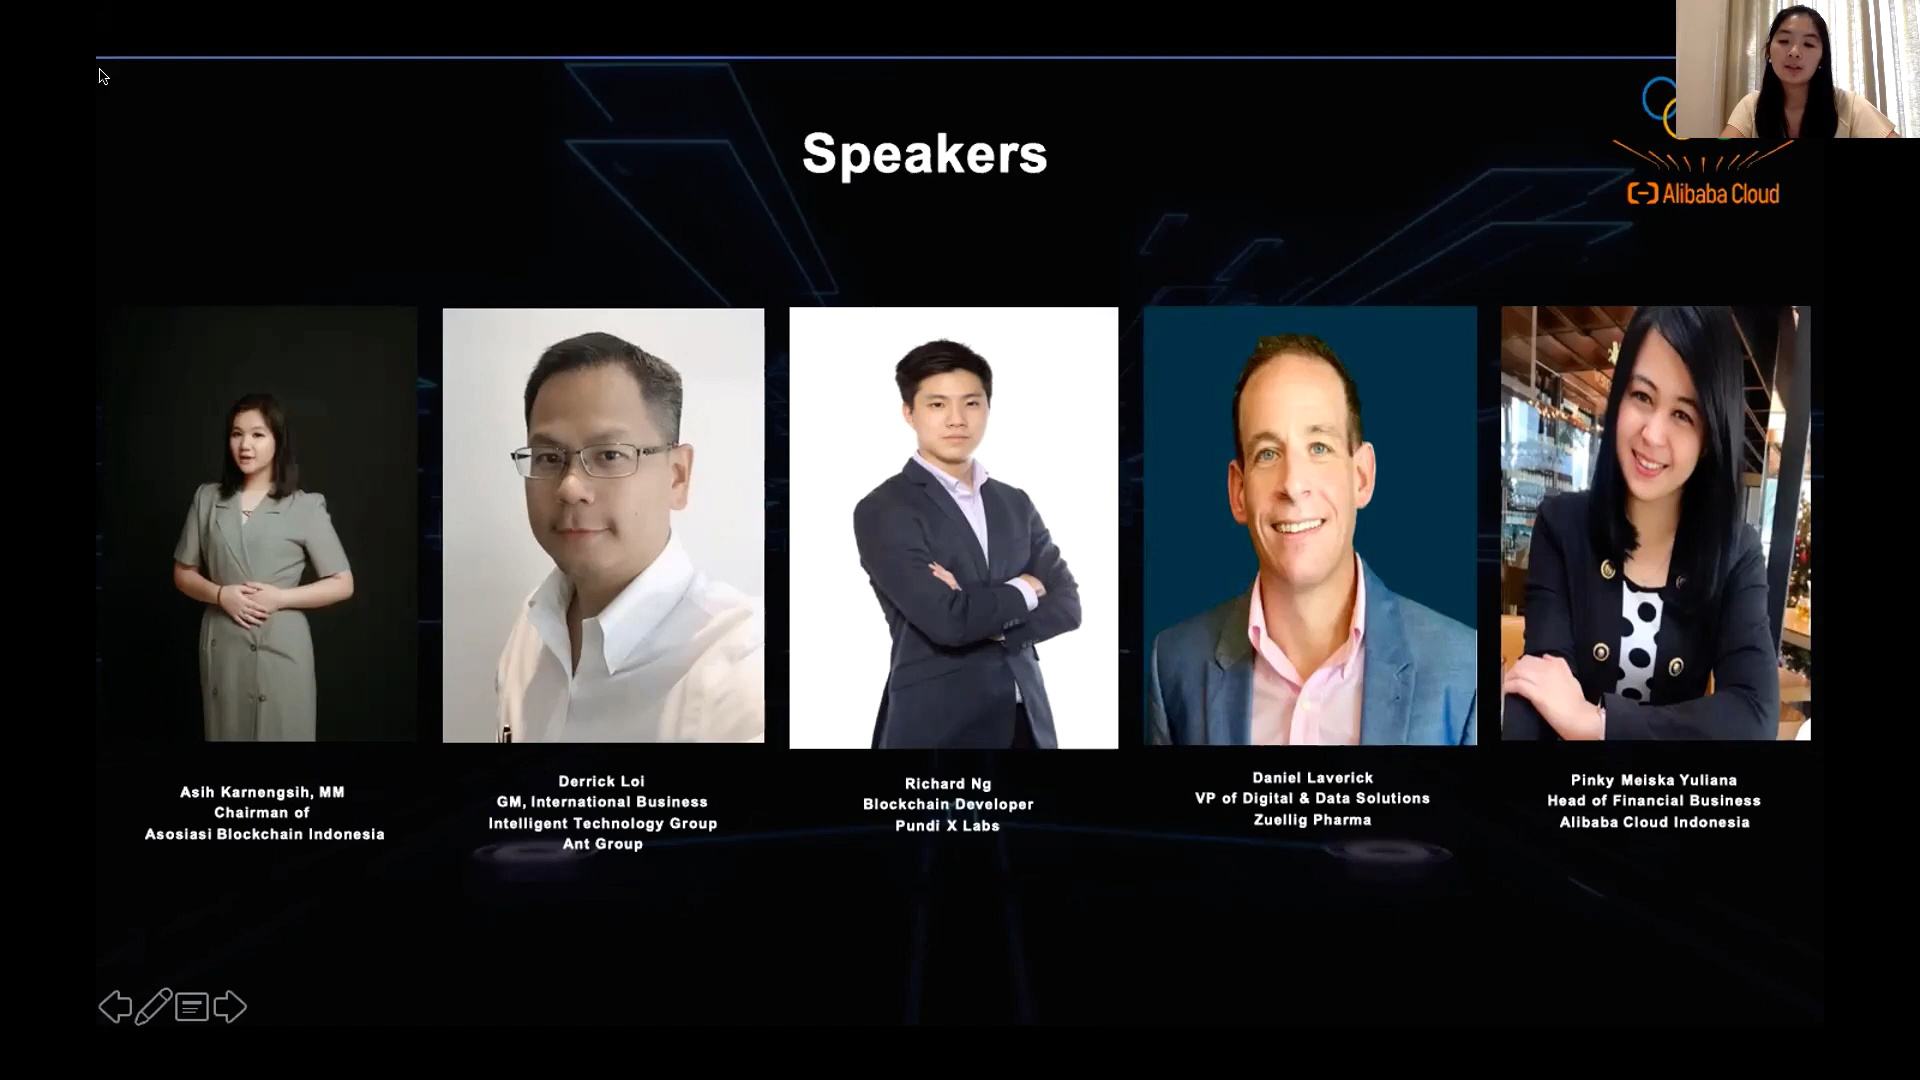 Speakers
Alibaba Cloud
Asih Karnengsih, MM
Chairman of
Asosiasi Blockchain Indonesia
Derrick Loi
GM, International Business
Intelligent Technology Group
Ant Group
Richard Ng
Blockchain Developer
Pundi X Labs
Daniel Laverick
VP of Digital & Data Solutions
Zuellig Pharma
Pinky Meiska Yuliana
Head of Financial Business
Alibaba Cloud Indonesia